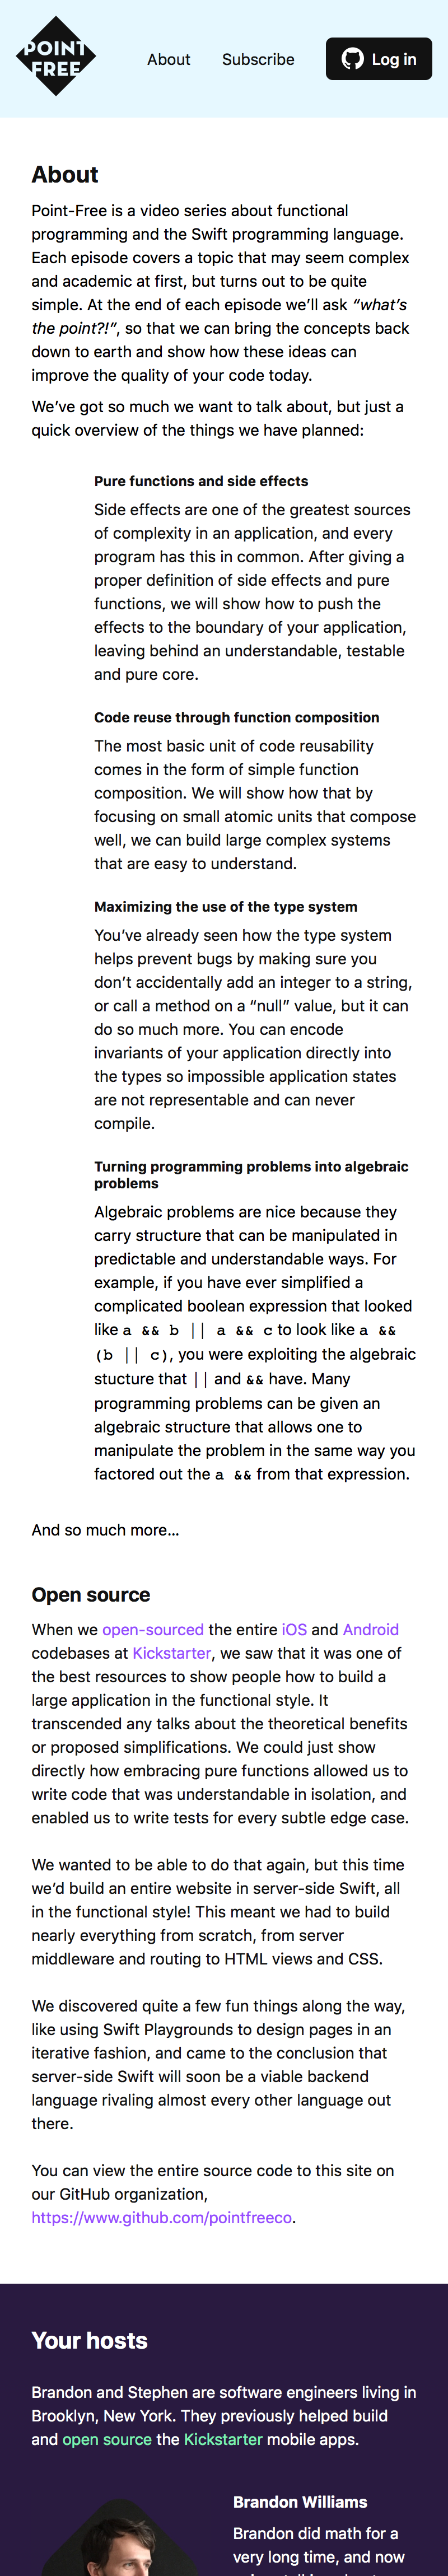 POINT
FREE
About
Subscribe
Log in
About
Point-Free is a video series about functional
programming and the Swift programming language.
Each episode covers a topic that may seem complex
and academic at first, but turns out to be quite
simple. At the end of each episode we’ll ask “what’s
the point?!”, so that we can bring the concepts back
down to earth and show how these ideas can
improve the quality of your code today.
We’ve got so much we want to talk about, but just a
quick overview of the things we have planned:
Pure functions and side effects
Side effects are one of the greatest sources
of complexity in an application, and every
program has this in common. After giving a
proper definition of side effects and pure
functions, we will show how to push the
effects to the boundary of your application,
leaving behind an understandable, testable
and pure core.
Code reuse through function composition
The most basic unit of code reusability
comes in the form of simple function
composition. We will show how that by
focusing on small atomic units that compose
well, we can build large complex systems
that are easy to understand.
Maximizing the use of the type system
You’ve already seen how the type system
helps prevent bugs by making sure you
don’t accidentally add an integer to a string,
or call a method on a “null” value, but it can
do so much more. You can encode
invariants of your application directly into
the types so impossible application states
are not representable and can never
compile.
Turning programming problems into algebraic
problems
Algebraic problems are nice because they
carry structure that can be manipulated in
predictable and understandable ways. For
example, if you have ever simplified a
complicated boolean expression that looked
like a && b || a && c to look like a &&
(b || c), you were exploiting the algebraic
stucture that || and && have. Many
programming problems can be given an
algebraic structure that allows one to
manipulate the problem in the same way you
factored out the a && from that expression.
And so much more…
Open source
When we open-sourced the entire iOS and Android
codebases at Kickstarter, we saw that it was one of
the best resources to show people how to build a
large application in the functional style. It
transcended any talks about the theoretical benefits
or proposed simplifications. We could just show
directly how embracing pure functions allowed us to
write code that was understandable in isolation, and
enabled us to write tests for every subtle edge case.
We wanted to be able to do that again, but this time
we’d build an entire website in server-side Swift, all
in the functional style! This meant we had to build
nearly everything from scratch, from server
middleware and routing to HTML views and CSS.
We discovered quite a few fun things along the way,
like using Swift Playgrounds to design pages in an
iterative fashion, and came to the conclusion that
server-side Swift will soon be a viable backend
language rivaling almost every other language out
there.
You can view the entire source code to this site on
our GitHub organization,
https://www.github.com/pointfreeco.
Your hosts
Brandon and Stephen are software engineers living in
Brooklyn, New York. They previously helped build
and open source the Kickstarter mobile apps.
Brandon Williams
Brandon did math for a
very long time, and now